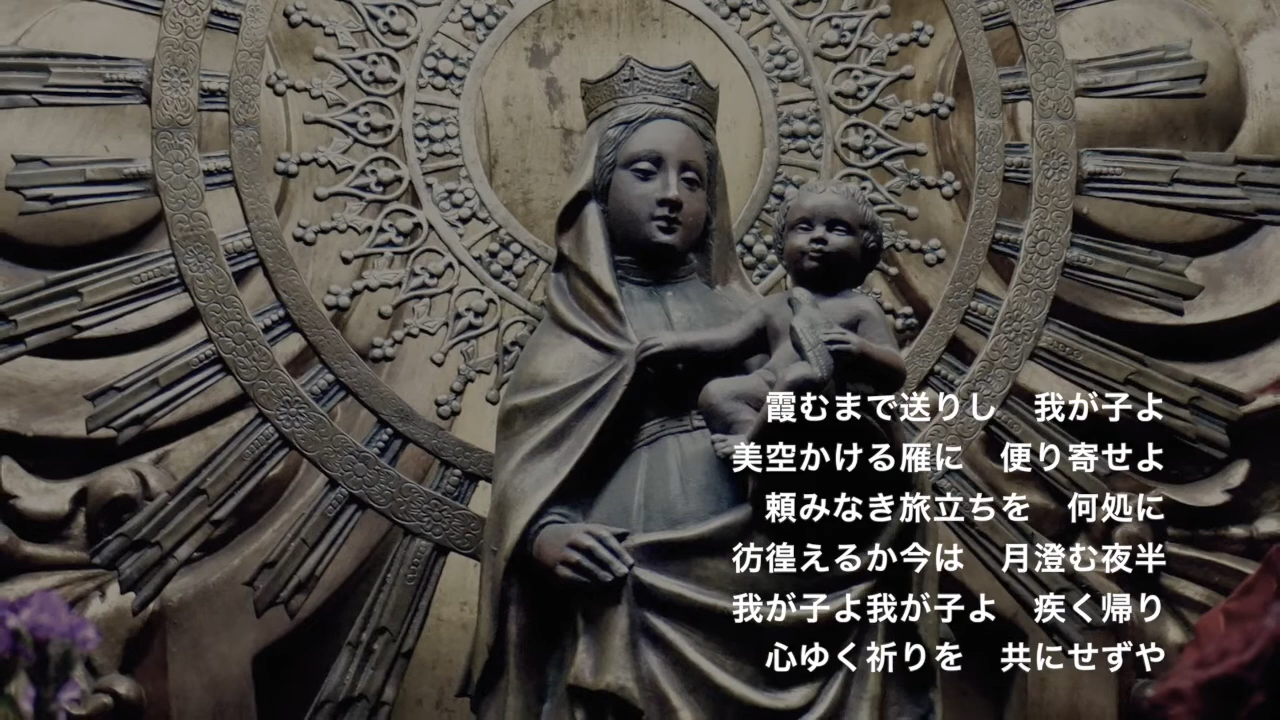 霞むまで送りし　我が子よ
美空かける雁に　便り寄せよ
頼みなき旅立ちを　何処に
彷徨えるか今は　月澄む夜半
我が子よ我が子よ　疾く帰り
心ゆく祈りを　共にせずや